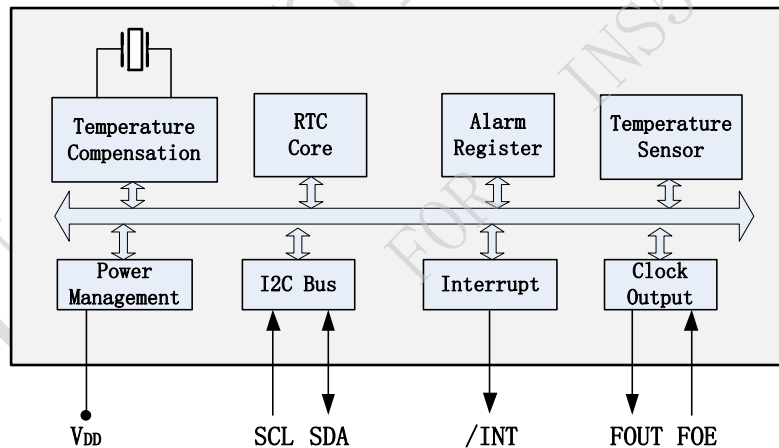 Temperature
Compensation
RTC
Core
Alarm
Register
Temperature
Sensor
Power
Management
I2C Bus
Interrupt
Clock
Output
VDD
SCL SDA
/INT
FOUT FOE
FOR